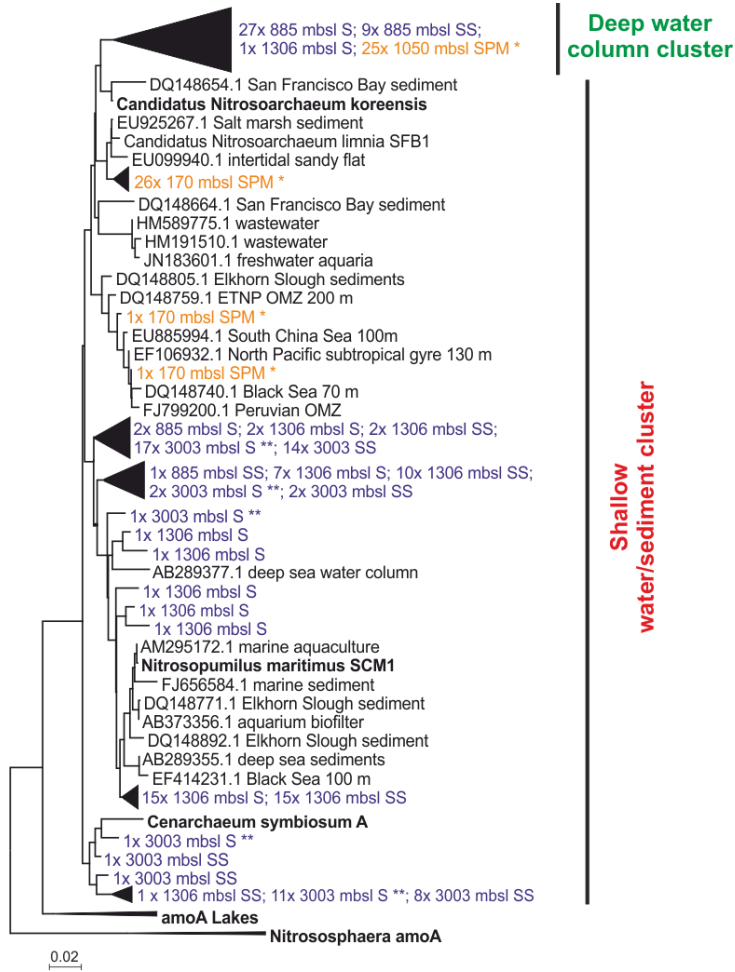 27x 885 mbsl S; 9x 885 mbsl SS;
1x 1306 mbsl S; 25x 1050 mbsl SPM *
Deep water
column cluster
DQ148654.1 San Francisco Bay sediment
Candidatus Nitrosoarchaeum koreensis
EU925267.1 Salt marsh sediment
Candidatus Nitrosoarchaeum limnia SFB1
EU099940.1 intertidal sandy flat
26x 170 mbsl SPM *
DQ148664.1 San Francisco Bay sediment
HM589775.1 wastewater
HM191510.1 wastewater
JN183601.1 freshwater aquaria
DQ148805.1 Elkhorn Slough sediments
DQ148759.1 ETNP OMZ 200 m
1x 170 mbsl SPM *
EU885994.1 South China Sea 100m
EF106932.1 North Pacific subtropical gyre 130 m
1x 170 mbsl SPM *
DQ148740.1 Black Sea 70 m
FJ799200.1 Peruvian OMZ
2x 885 mbsl S; 2x 1306 mbsl S; 2x 1306 mbsl SS;
17x 3003 mbsl S **; 14x 3003 SS
1x 885 mbsl SS; 7x 1306 mbsl S; 10x 1306 mbsl SS;
2x 3003 mbsl S **; 2x 3003 mbsl SS
1x 3003 mbsl S **
1x 1306 mbsl S
1x 1306 mbsl S
AB289377.1 deep sea water column
1x 1306 mbsl S
1x 1306 mbsl S
1x 1306 mbsl S
AM295172.1 marine aquaculture
Nitrosopumilus maritimus SCM1
FJ656584.1 marine sediment
DQ148771.1 Elkhorn Slough sediment
AB373356.1 aquarium biofilter
DQ148892.1 Elkhorn Slough sediment
AB289355.1 deep sea sediments
EF414231.1 Black Sea 100 m
15x 1306 mbsl S; 15x 1306 mbsl SS
Cenarchaeum symbiosum A
1x 3003 mbsl S **
1x 3003 mbsl SS
1x 3003 mbsl SS
1 x 1306 mbsl SS; 11x 3003 mbsl S **; 8x 3003 mbsl SS
Shallow
water/sediment cluster
amoA Lakes
Nitrososphaera amoA
0.02